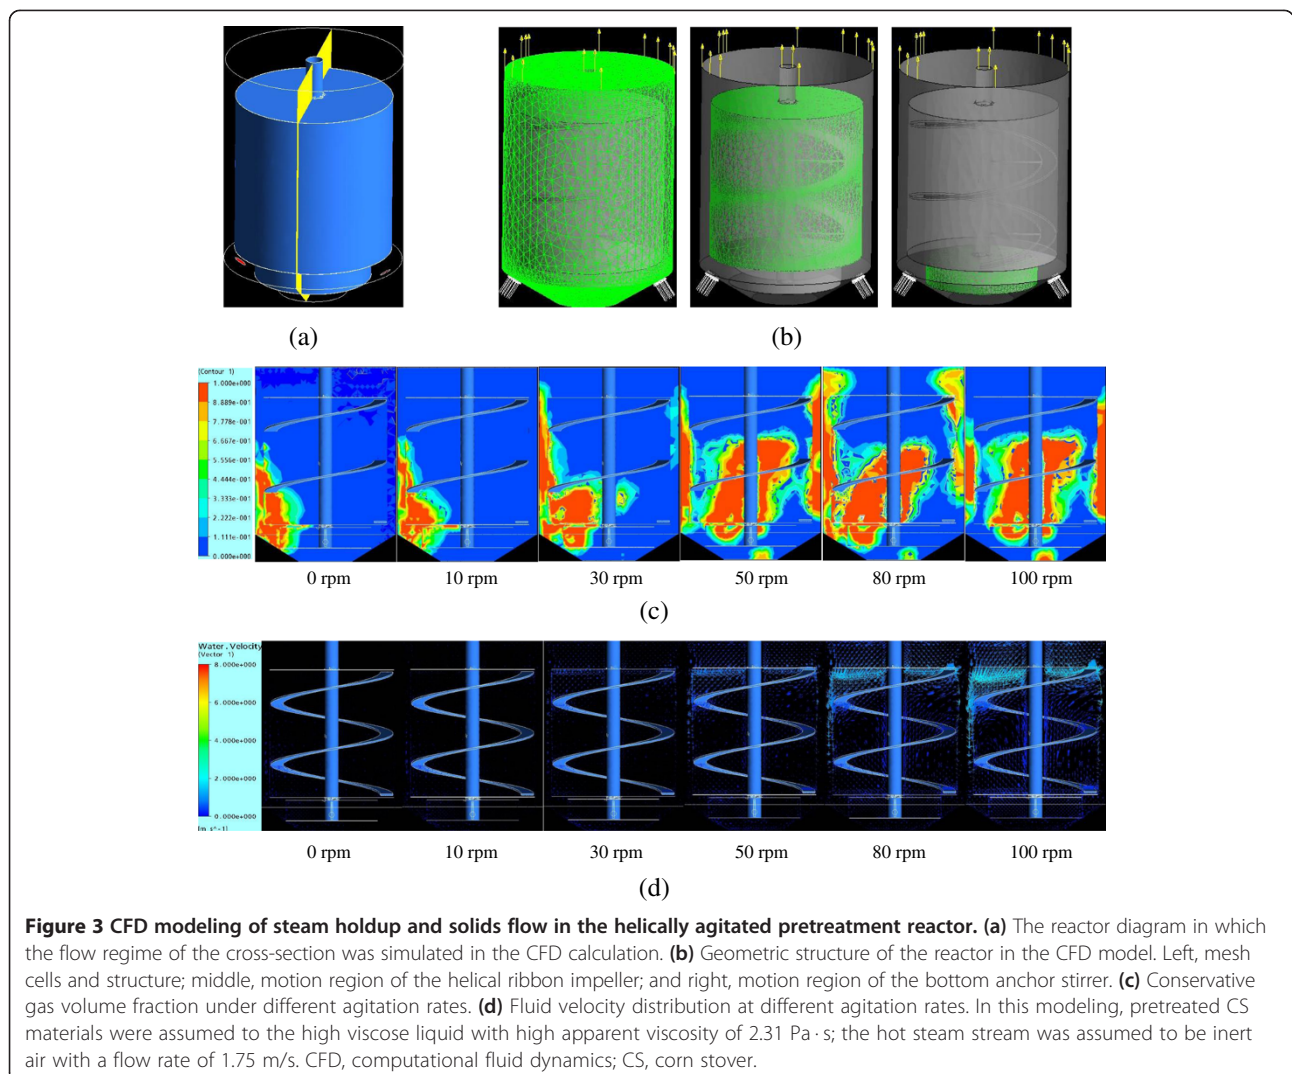 (a)
(b)
(Contour 1)
1.000e+000
8.889e-001
7.778e-001
6.667e-001
5.556e-001
4.444e-001
3.333e-001
2.222e-001
1.111e-001
0.000e+000
0 rpm
10 rpm
30 rpm
50 rpm
80 rpm
100 rpm
(c)
Water.Velocity
(Vector 1)
8.000e+000
6.000e+000
4.000e+000
2.000e+000
0.000e+000
[m s^-1]
0 rpm
10 rpm
30 rpm
50 rpm
80 rpm
100 rpm
(d)
Figure 3 CFD modeling of steam holdup and solids flow in the helically agitated pretreatment reactor. (a) The reactor diagram in which
the flow regime of the cross-section was simulated in the CFD calculation. (b) Geometric structure of the reactor in the CFD model. Left, mesh
cells and structure; middle, motion region of the helical ribbon impeller; and right, motion region of the bottom anchor stirrer. (c) Conservative
gas volume fraction under different agitation rates. (d) Fluid velocity distribution at different agitation rates. In this modeling, pretreated CS
materials were assumed to the high viscose liquid with high apparent viscosity of 2.31 Pa · s; the hot steam stream was assumed to be inert
air with a flow rate of 1.75 m/s. CFD, computational fluid dynamics; CS, corn stover.